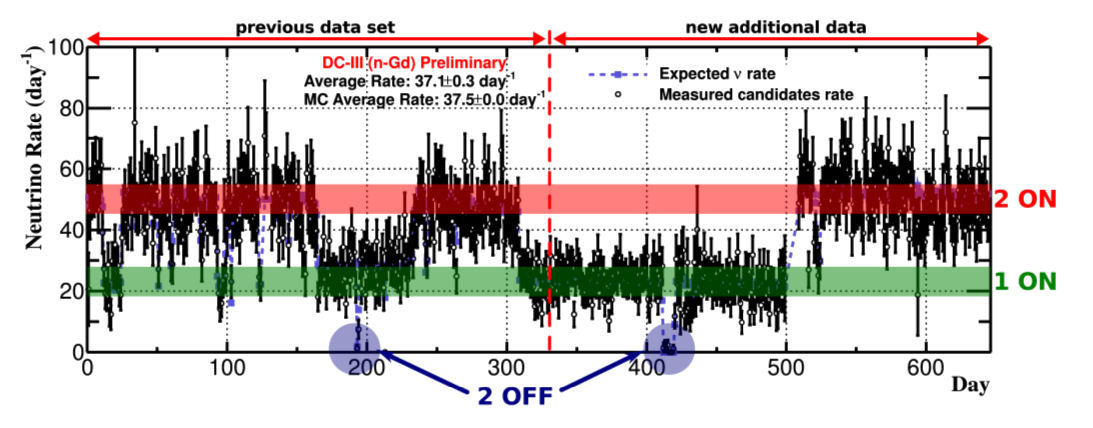 previous data set new additional data
Neutrino Rate (day-1)
100
80
60
40
20
0
DC-III (n-Gd) Preliminary
Average Rate: 37.1±0.3 day-1
MC Average Rate: 37.5±0.0 day-1
Expected ν rate
Measured candidates rate
2 ON
1 ON
0 100 200 300 400 500 600
Day
2 OFF